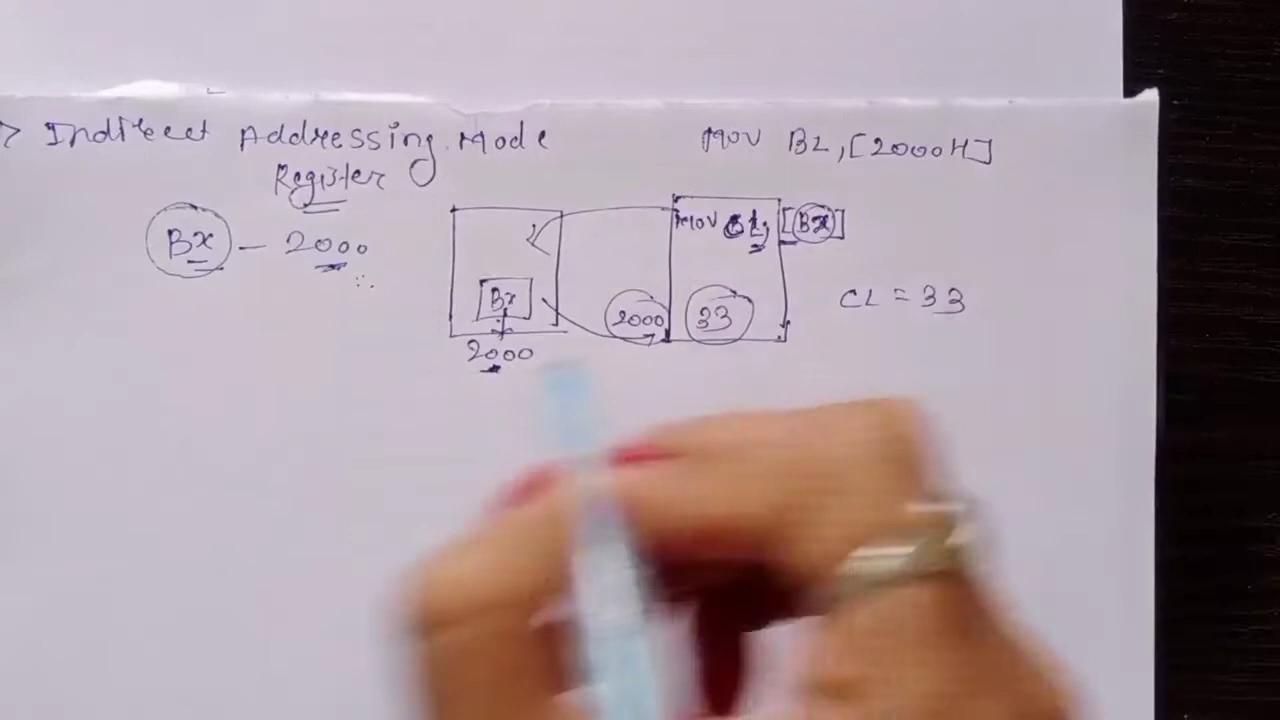 > Indirect Addressing Mode
Register
MOV BL, [2000H]
Bx - 2000
MOV CL, [Bx]
Bx
2000
2000
33
CL = 33